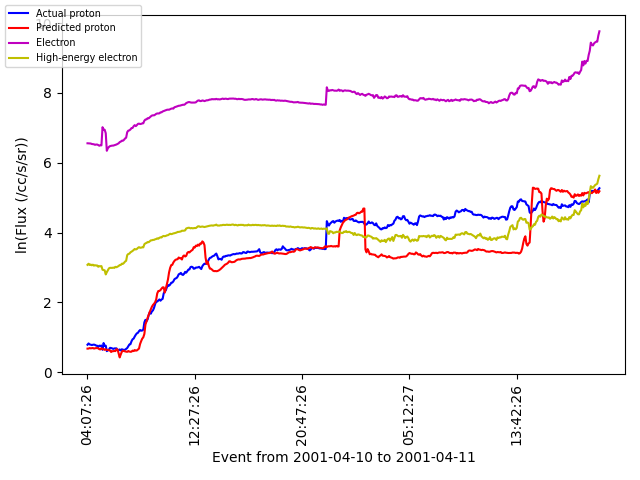 Actual proton
Predicted proton
Electron
High-energy electron
8
6
4
2
0
ln(Flux (/cc/s/sr))
04:07:26
12:27:26
20:47:26
05:12:27
13:42:26
Event from 2001-04-10 to 2001-04-11